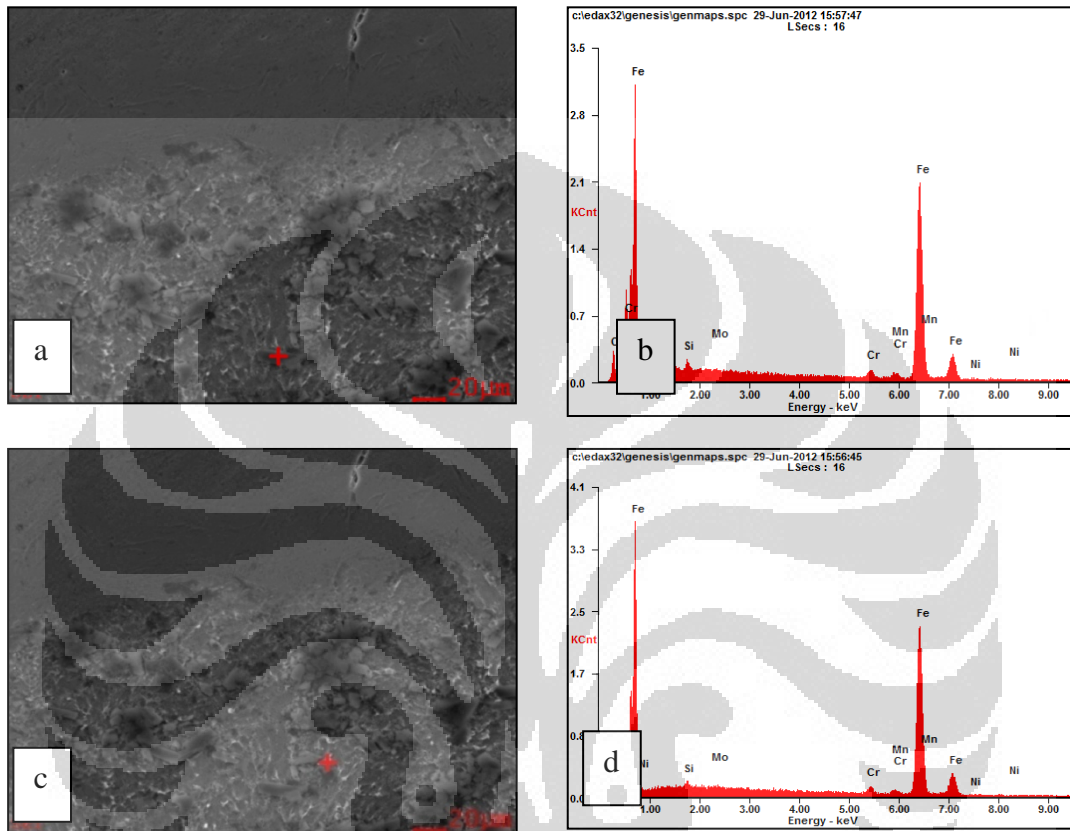 a
20µm
c:\edax32\genesis\genmaps.spc 29-Jun-2012 15:57:47
LSecs : 16
3.5
2.8
2.1
KCnt
1.4
0.7
0.0
Fe
Cr
Si
Mo
Cr
Mn
Cr
Fe
Mn
Fe
Ni
Ni
b
1.00 2.00 3.00 4.00 5.00 6.00 7.00 8.00 9.00
Energy - keV
c
20µm
c:\edax32\genesis\genmaps.spc 29-Jun-2012 15:56:45
LSecs : 16
4.1
3.3
2.5
KCnt
1.7
0.8
0.0
Fe
Ni
Si
Mo
Cr
Mn
Cr
Fe
Mn
Fe
Ni
Ni
d
1.00 2.00 3.00 4.00 5.00 6.00 7.00 8.00 9.00
Energy - keV